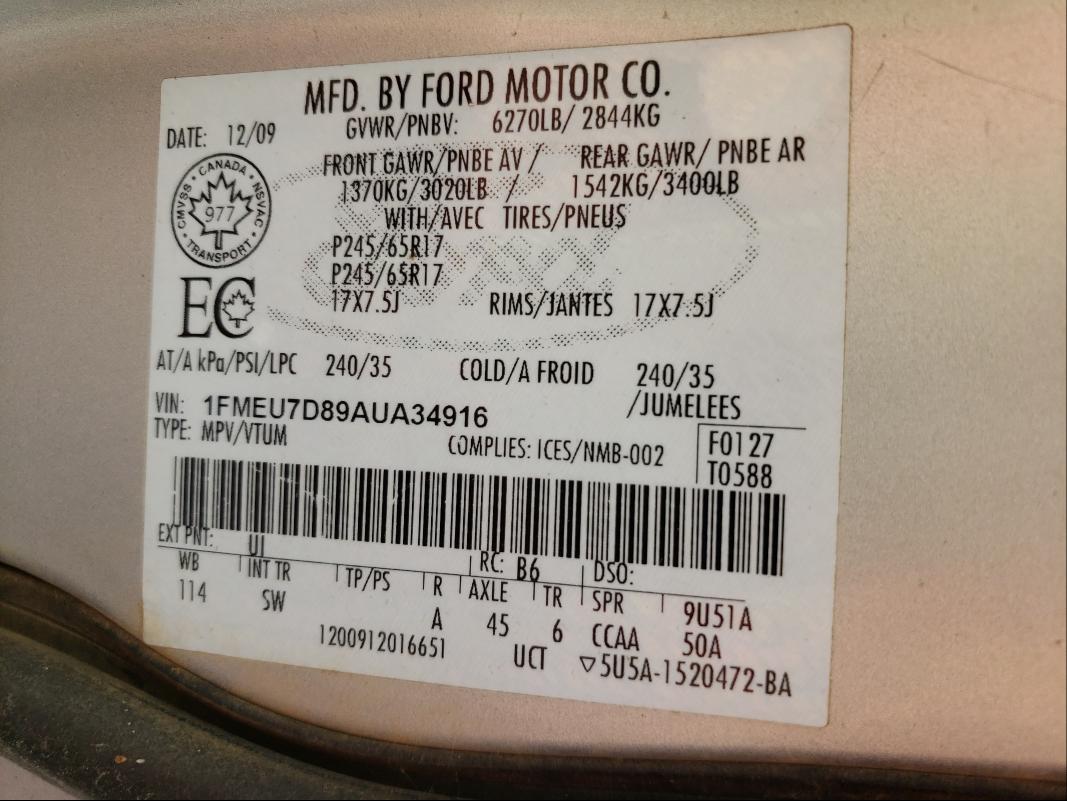 MFD. BY FORD MOTOR CO.
DATE: 12/09
GVWR/PNBV: 6270LB/ 2844KG
FRONT GAWR/PNBE AV / REAR GAWR/ PNBE AR
1370KG/3020LB / 1542KG/3400LB
WITH/AVEC TIRES/PNEUS
P245/65R17
P245/65R17
17X7.5J RIMS/JANTES 17X7.5J
CMVSS • CANADA • NSVAC • TRANSPORT •
977
EC
AT/A kPa/PSI/LPC 240/35 COLD/A FROID 240/35
/JUMELEES
VIN: 1FMEU7D89AUA34916
TYPE: MPV/VTUM
COMPLIES: ICES/NMB-002
F0127
T0588
EXT PNT: UJ RC: B6 DSO:
WB INT TR TP/PS R AXLE TR SPR 9U51A
114 SW A 45 6 CCAA 50A
1200912016651 UCT ▽5U5A-1520472-BA